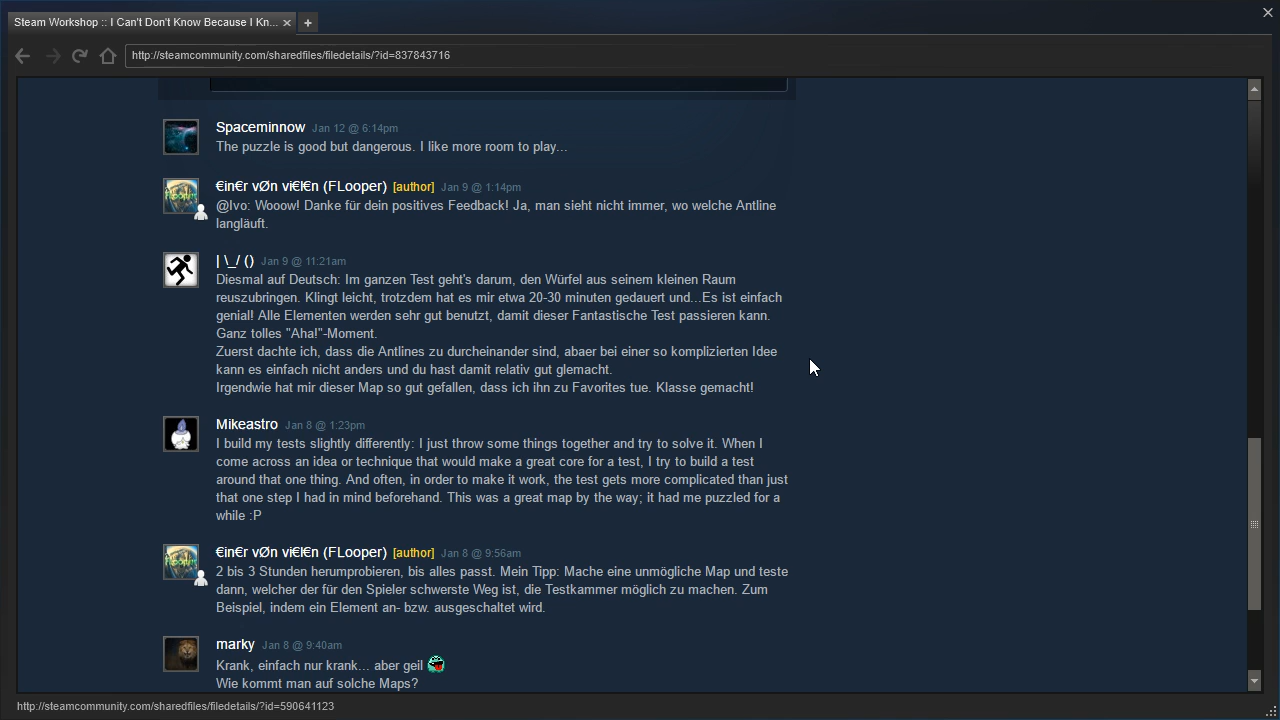 Steam Workshop :: I Can't Don't Know Because I Kn...
http://steamcommunity.com/sharedfiles/filedetails/?id=837843716
Spaceminnow Jan 12 @ 6:14pm
The puzzle is good but dangerous. I like more room to play...
€in€r vØn vi€l€n (FLooper) [author] Jan 9 @ 1:14pm
@Ivo: Wooow! Danke für dein positives Feedback! Ja, man sieht nicht immer, wo welche Antline
langläuft.
| \_/ () Jan 9 @ 11:21am
Diesmal auf Deutsch: Im ganzen Test geht's darum, den Würfel aus seinem kleinen Raum
reuszubringen. Klingt leicht, trotzdem hat es mir etwa 20-30 minuten gedauert und...Es ist einfach
genial! Alle Elementen werden sehr gut benutzt, damit dieser Fantastische Test passieren kann.
Ganz tolles "Aha!"-Moment.
Zuerst dachte ich, dass die Antlines zu durcheinander sind, abaer bei einer so komplizierten Idee
kann es einfach nicht anders und du hast damit relativ gut glemacht.
Irgendwie hat mir dieser Map so gut gefallen, dass ich ihn zu Favorites tue. Klasse gemacht!
Mikeastro Jan 8 @ 1:23pm
I build my tests slightly differently: I just throw some things together and try to solve it. When I
come across an idea or technique that would make a great core for a test, I try to build a test
around that one thing. And often, in order to make it work, the test gets more complicated than just
that one step I had in mind beforehand. This was a great map by the way; it had me puzzled for a
while :P
€in€r vØn vi€l€n (FLooper) [author] Jan 8 @ 9:56am
2 bis 3 Stunden herumprobieren, bis alles passt. Mein Tipp: Mache eine unmögliche Map und teste
dann, welcher der für den Spieler schwerste Weg ist, die Testkammer möglich zu machen. Zum
Beispiel, indem ein Element an- bzw. ausgeschaltet wird.
marky Jan 8 @ 9:40am
Krank, einfach nur krank... aber geil
Wie kommt man auf solche Maps?
http://steamcommunity.com/sharedfiles/filedetails/?id=590641123